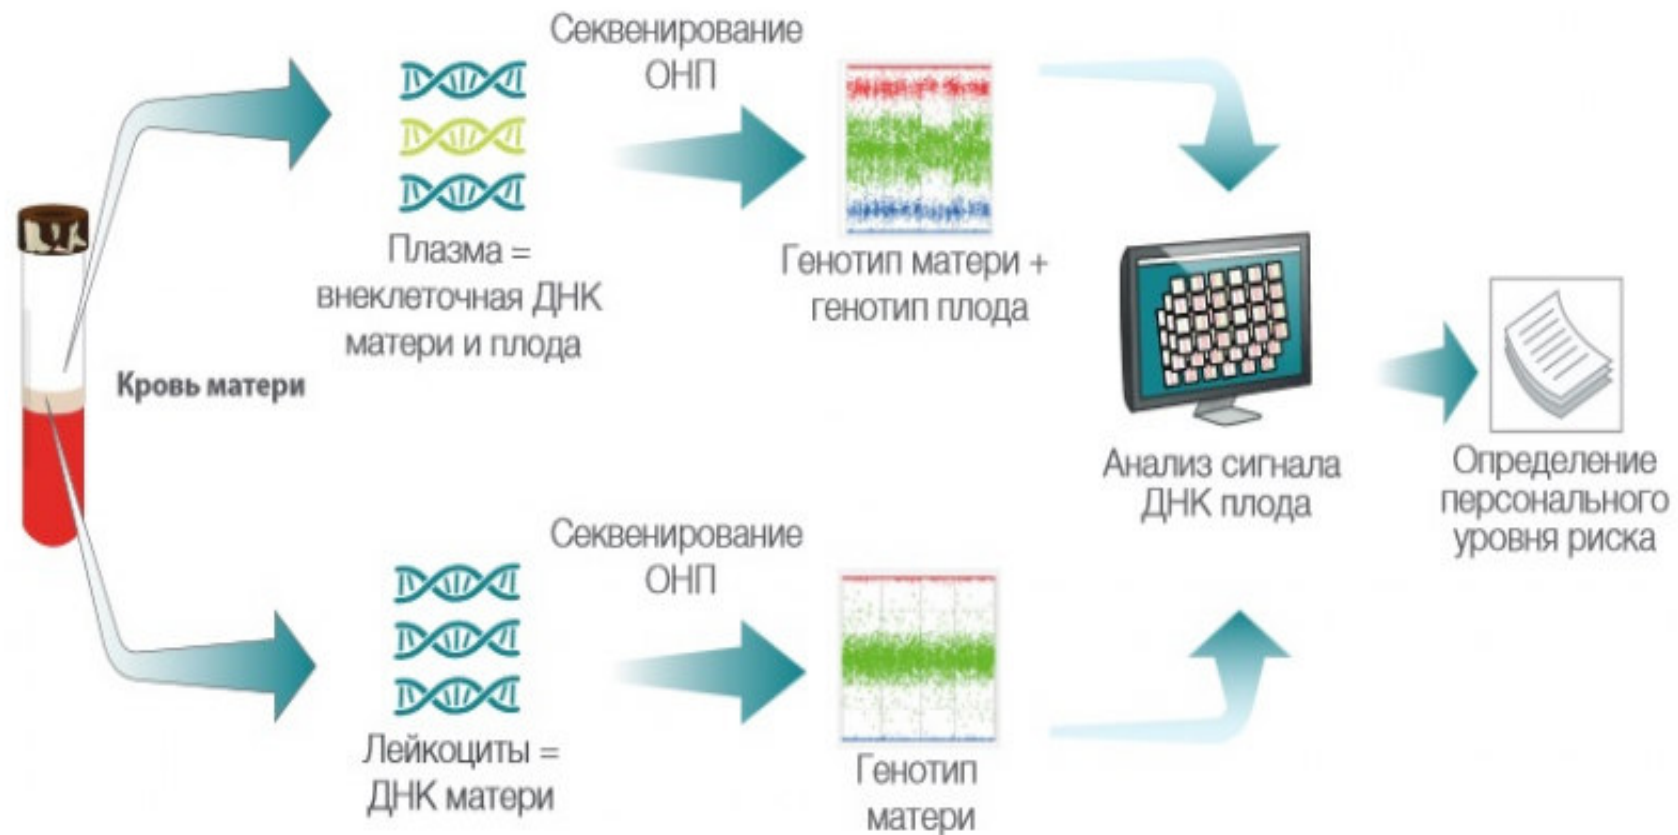 Секвенирование
ОНП
Плазма =
внеклеточная ДНК
матери и плода
Генотип матери +
генотип плода
Кровь матери
Анализ сигнала
ДНК плода
Определение
персонального
уровня риска
Секвенирование
ОНП
Лейкоциты =
ДНК матери
Генотип
матери